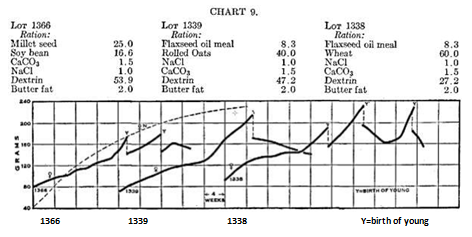 CHART 9.
LOT 1366
Ration:
Millet seed 25.0
Soy bean 16.6
CaCO₃ 1.5
NaCl 1.0
Dextrin 53.9
Butter fat 2.0
LOT 1339
Ration:
Flaxseed oil meal 8.3
Rolled Oats 40.0
NaCl 1.0
CaCO₃ 1.5
Dextrin 47.2
Butter fat 2.0
LOT 1338
Ration:
Flaxseed oil meal 8.3
Wheat 60.0
NaCl 1.0
CaCO₃ 1.5
Dextrin 27.2
Butter fat 2.0
240
200
160
120
80
40
GRAMS
1366
1339
1338
4
WEEKS
Y=BIRTH OF YOUNG
1366 1339 1338 Y=birth of young